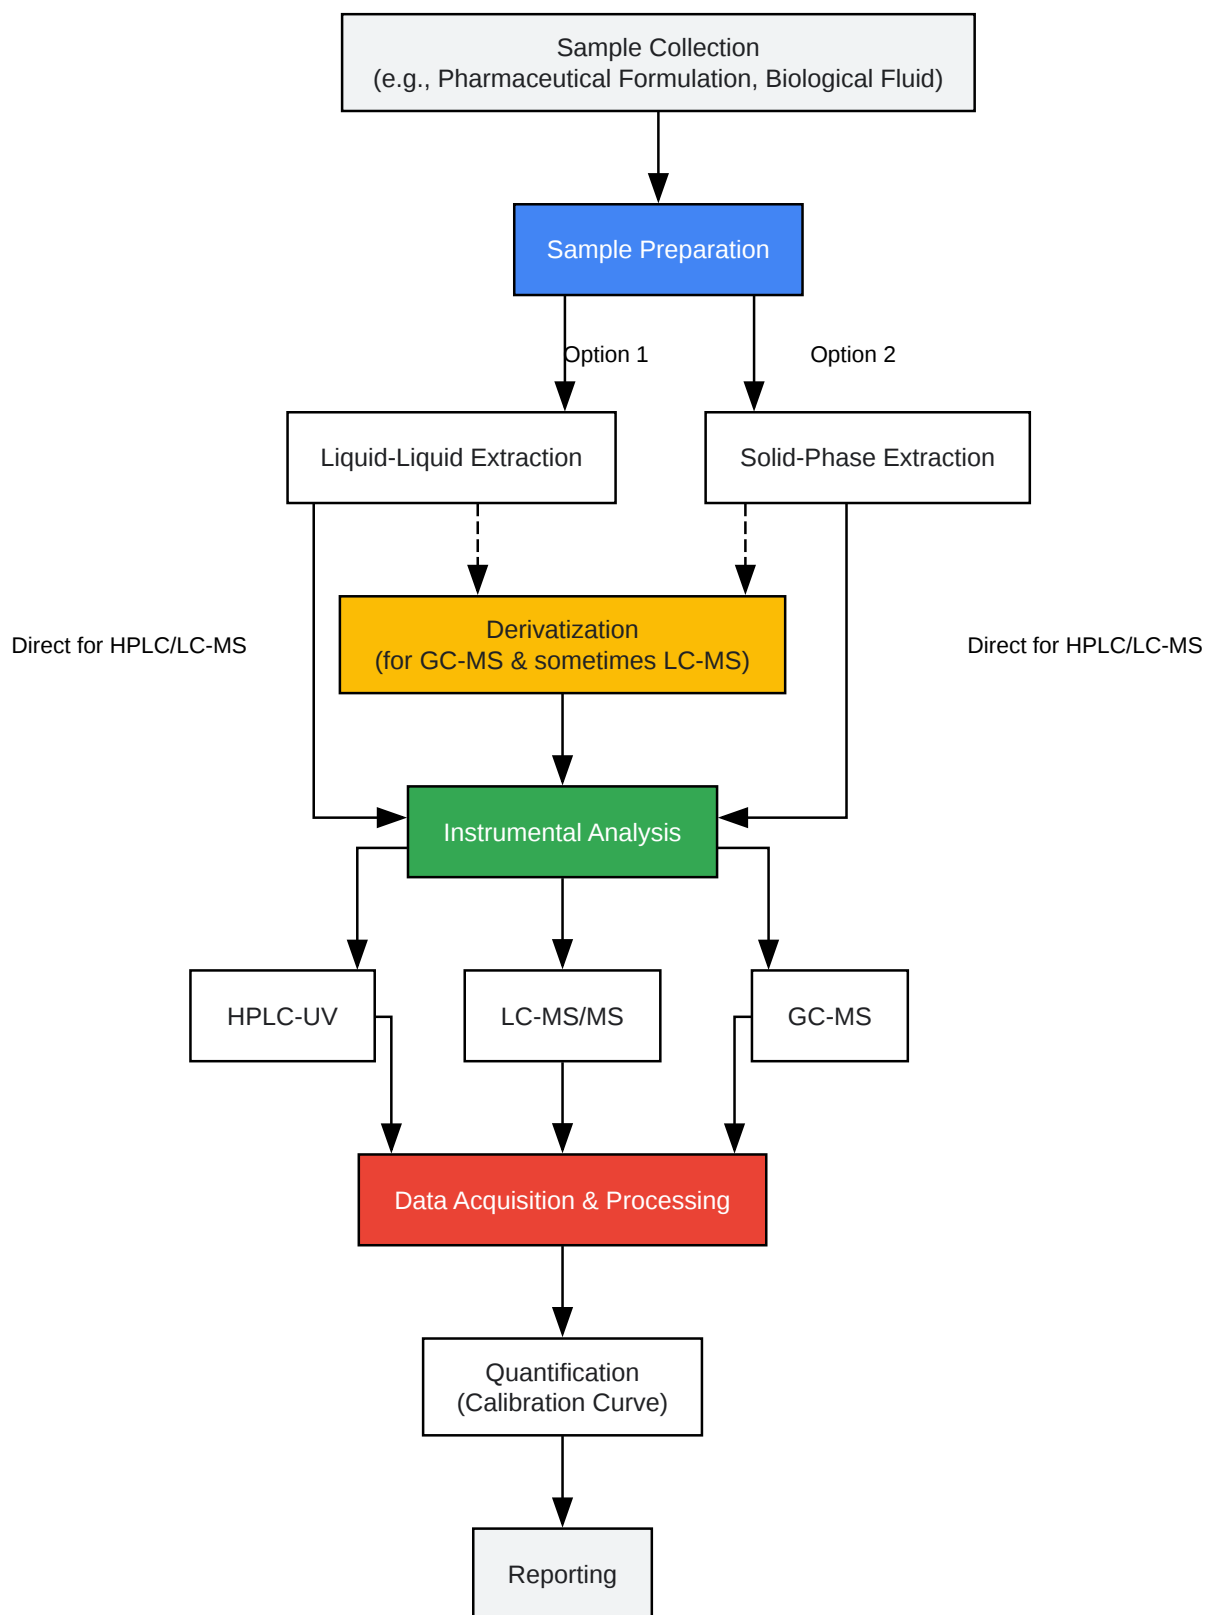 Sample Collection
(e.g., Pharmaceutical Formulation, Biological Fluid)
Sample Preparation
Option 1
Option 2
Liquid-Liquid Extraction
Solid-Phase Extraction
Direct for HPLC/LC-MS
Derivatization
(for GC-MS & sometimes LC-MS)
Direct for HPLC/LC-MS
Instrumental Analysis
HPLC-UV
LC-MS/MS
GC-MS
Data Acquisition & Processing
Quantification
(Calibration Curve)
Reporting